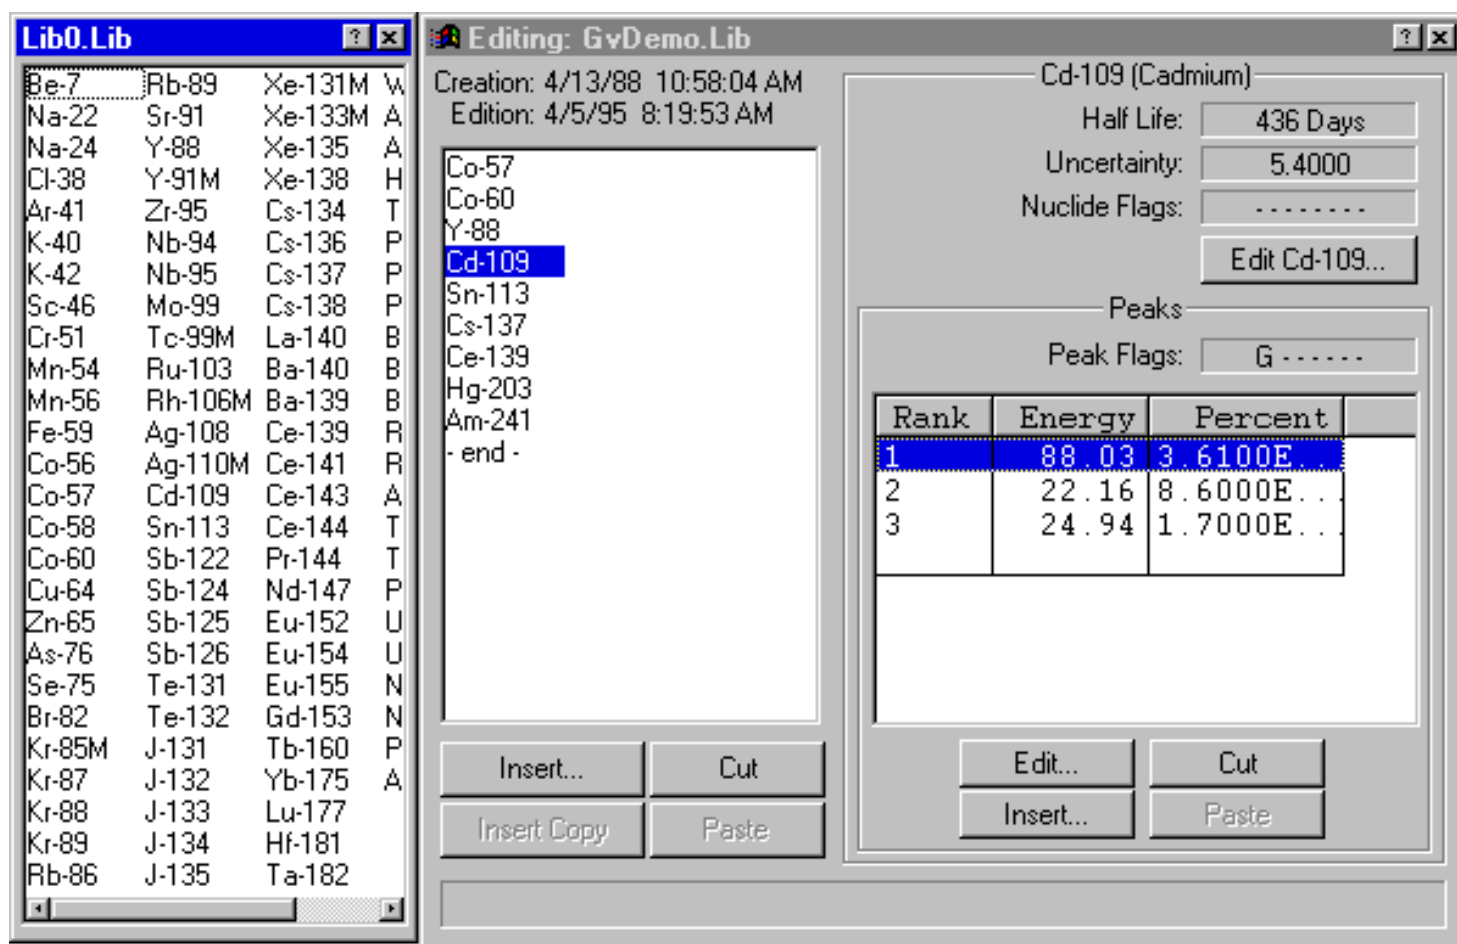 Lib0.Lib
Be-7 Rb-89 Xe-131M W
Na-22 Sr-91 Xe-133M A
Na-24 Y-88 Xe-135 A
Cl-38 Y-91M Xe-138 H
Ar-41 Zr-95 Cs-134 T
K-40 Nb-94 Cs-136 P
K-42 Nb-95 Cs-137 P
Sc-46 Mo-99 Cs-138 P
Cr-51 Tc-99M La-140 B
Mn-54 Ru-103 Ba-140 B
Mn-56 Rh-106M Ba-139 B
Fe-59 Ag-108 Ce-139 R
Co-56 Ag-110M Ce-141 R
Co-57 Cd-109 Ce-143 A
Co-58 Sn-113 Ce-144 T
Co-60 Sb-122 Pr-144 T
Cu-64 Sb-124 Nd-147 P
Zn-65 Sb-125 Eu-152 U
As-76 Sb-126 Eu-154 U
Se-75 Te-131 Eu-155 N
Br-82 Te-132 Gd-153 N
Kr-85M J-131 Tb-160 P
Kr-87 J-132 Yb-175 A
Kr-88 J-133 Lu-177
Kr-89 J-134 Hf-181
Rb-86 J-135 Ta-182
Editing: GvDemo.Lib
Creation: 4/13/88 10:58:04 AM
Edition: 4/5/95 8:19:53 AM
Co-57
Co-60
Y-88
Cd-109
Sn-113
Cs-137
Ce-139
Hg-203
Am-241
- end -
Insert... Cut
Insert Copy Paste
Cd-109 (Cadmium)
Half Life: 436 Days
Uncertainty: 5.4000
Nuclide Flags: - - - - - - - -
Edit Cd-109...
Peaks
Peak Flags: G - - - - - -
Rank Energy Percent
1 88.03 3.6100E...
2 22.16 8.6000E...
3 24.94 1.7000E...
Edit... Cut
Insert... Paste